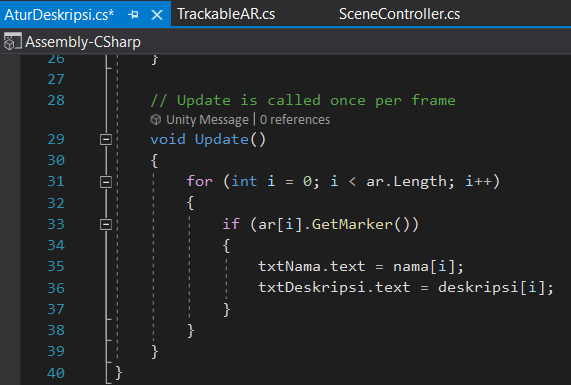 AturDeskripsi.cs* TrackableAR.cs SceneController.cs
Assembly-CSharp
26 }
27
28 // Update is called once per frame
Unity Message | 0 references
29 void Update()
30 {
31 for (int i = 0; i < ar.Length; i++)
32 {
33 if (ar[i].GetMarker())
34 {
35 txtNama.text = nama[i];
36 txtDeskripsi.text = deskripsi[i];
37 }
38 }
39 }
40 }